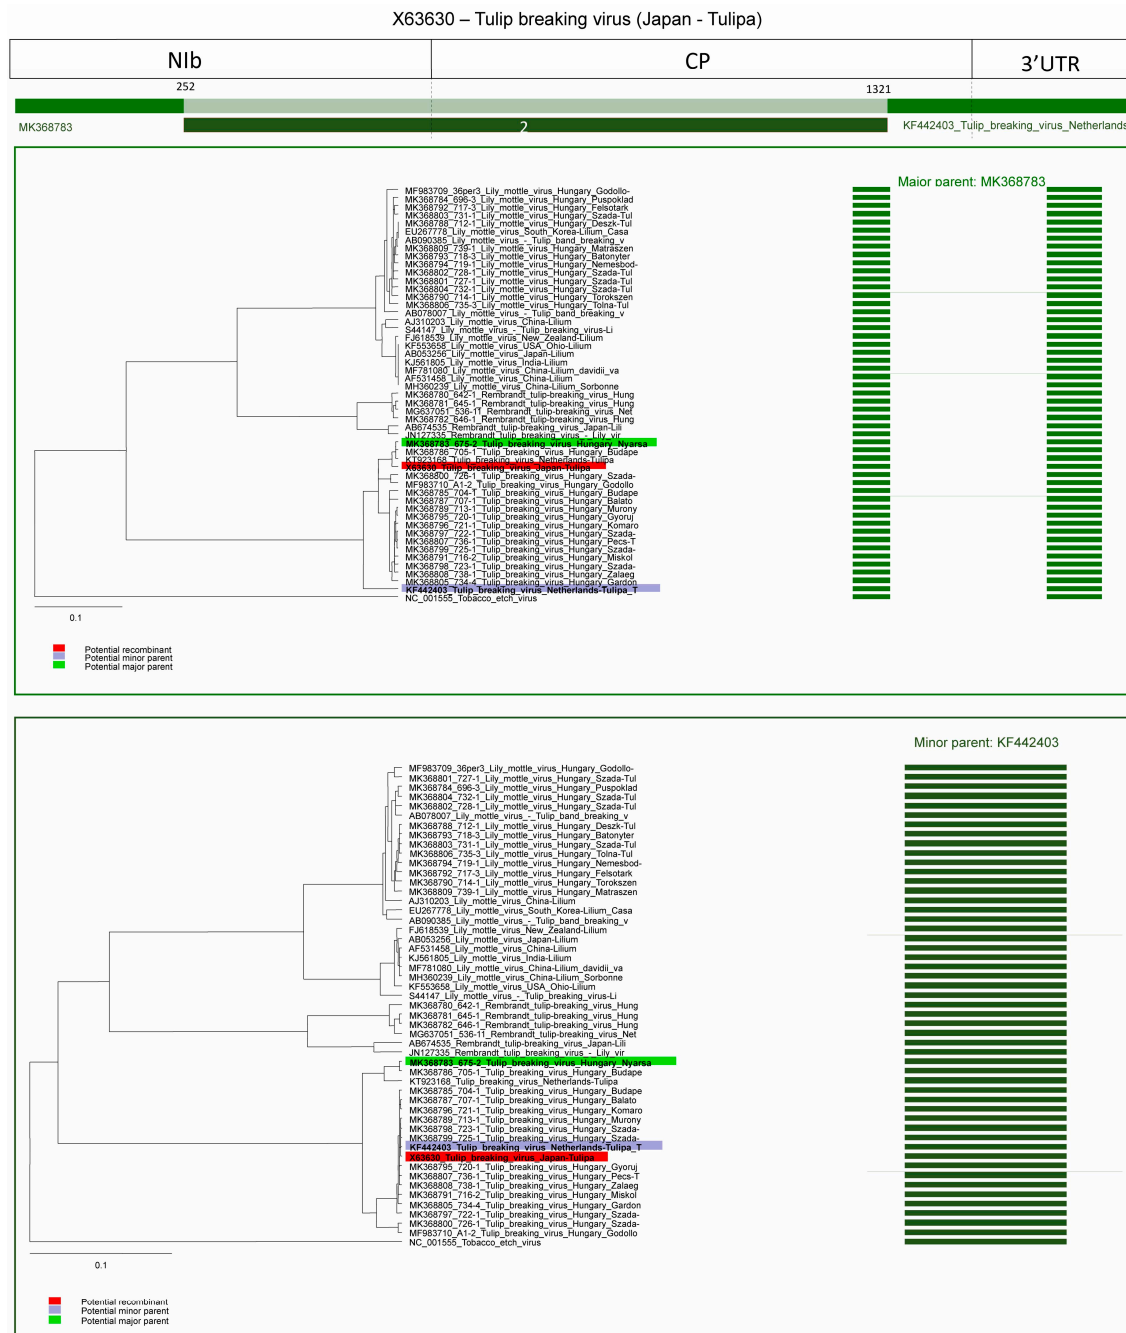 X63630 – Tulip breaking virus (Japan - Tulipa)
NIb CP 3'UTR
252 1321
2
MK368783 KF442403_Tulip_breaking_virus_Netherlands
Major parent: MK368783
MF983709_36per3_Lily_mottle_virus_Hungary_Godollo-
MK368784_696-3_Lily_mottle_virus_Hungary_Puspoklad
MK368792_717-3_Lily_mottle_virus_Hungary_Felsotark
MK368803_731-1_Lily_mottle_virus_Hungary_Szada-Tul
MK368788_712-1_Lily_mottle_virus_Hungary_Deszk-Tul
EU267778_Lily_mottle_virus_South_Korea-Lilium_Casa
AB090385_Lily_mottle_virus_-_Tulip_band_breaking_v
MK368809_739-1_Lily_mottle_virus_Hungary_Matraszen
MK368793_718-3_Lily_mottle_virus_Hungary_Batonyter
MK368794_719-1_Lily_mottle_virus_Hungary_Nemesbod-
MK368802_728-1_Lily_mottle_virus_Hungary_Szada-Tul
MK368801_727-1_Lily_mottle_virus_Hungary_Szada-Tul
MK368804_732-1_Lily_mottle_virus_Hungary_Szada-Tul
MK368790_714-1_Lily_mottle_virus_Hungary_Torokszen
MK368806_735-3_Lily_mottle_virus_Hungary_Tolna-Tul
AB078007_Lily_mottle_virus_-_Tulip_band_breaking_v
AJ310203_Lily_mottle_virus_China-Lilium
S44147_Lily_mottle_virus_-_Tulip_breaking_virus-Li
FJ618539_Lily_mottle_virus_New_Zealand-Lilium
KF553658_Lily_mottle_virus_USA_Ohio-Lilium
AB053256_Lily_mottle_virus_Japan-Lilium
KJ561805_Lily_mottle_virus_India-Lilium
MF781080_Lily_mottle_virus_China-Lilium_davidii_va
AF531458_Lily_mottle_virus_China-Lilium
MH360239_Lily_mottle_virus_China-Lilium_Sorbonne
MK368780_642-1_Rembrandt_tulip-breaking_virus_Hung
MK368781_645-1_Rembrandt_tulip-breaking_virus_Hung
MG637051_536-11_Rembrandt_tulip-breaking_virus_Net
MK368782_646-1_Rembrandt_tulip-breaking_virus_Hung
AB674535_Rembrandt_tulip-breaking_virus_Japan-Lili
JN127335_Rembrandt_tulip_breaking_virus_-_Lily_vir
MK368783_675-2_Tulip_breaking_virus_Hungary_Nyarsa
MK368786_705-1_Tulip_breaking_virus_Hungary_Budape
KT923168_Tulip_breaking_virus_Netherlands-Tulipa
X63630_Tulip_breaking_virus_Japan-Tulipa
MK368800_726-1_Tulip_breaking_virus_Hungary_Szada-
MF983710_A1-2_Tulip_breaking_virus_Hungary_Godollo
MK368785_704-1_Tulip_breaking_virus_Hungary_Budape
MK368787_707-1_Tulip_breaking_virus_Hungary_Balato
MK368789_713-1_Tulip_breaking_virus_Hungary_Murony
MK368795_720-1_Tulip_breaking_virus_Hungary_Gyoruj
MK368796_721-1_Tulip_breaking_virus_Hungary_Komaro
MK368797_722-1_Tulip_breaking_virus_Hungary_Szada-
MK368807_736-1_Tulip_breaking_virus_Hungary_Pecs-T
MK368799_725-1_Tulip_breaking_virus_Hungary_Szada-
MK368791_716-2_Tulip_breaking_virus_Hungary_Miskol
MK368798_723-1_Tulip_breaking_virus_Hungary_Szada-
MK368808_738-1_Tulip_breaking_virus_Hungary_Zalaeg
MK368805_734-4_Tulip_breaking_virus_Hungary_Gardon
KF442403_Tulip_breaking_virus_Netherlands-Tulipa_T
NC_001555_Tobacco_etch_virus
0.1
Potential recombinant
Potential minor parent
Potential major parent
Minor parent: KF442403
MF983709_36per3_Lily_mottle_virus_Hungary_Godollo-
MK368801_727-1_Lily_mottle_virus_Hungary_Szada-Tul
MK368784_696-3_Lily_mottle_virus_Hungary_Puspoklad
MK368804_732-1_Lily_mottle_virus_Hungary_Szada-Tul
MK368802_728-1_Lily_mottle_virus_Hungary_Szada-Tul
AB078007_Lily_mottle_virus_-_Tulip_band_breaking_v
MK368788_712-1_Lily_mottle_virus_Hungary_Deszk-Tul
MK368793_718-3_Lily_mottle_virus_Hungary_Batonyter
MK368803_731-1_Lily_mottle_virus_Hungary_Szada-Tul
MK368806_735-3_Lily_mottle_virus_Hungary_Tolna-Tul
MK368794_719-1_Lily_mottle_virus_Hungary_Nemesbod-
MK368792_717-3_Lily_mottle_virus_Hungary_Felsotark
MK368790_714-1_Lily_mottle_virus_Hungary_Torokszen
MK368809_739-1_Lily_mottle_virus_Hungary_Matraszen
AJ310203_Lily_mottle_virus_China-Lilium
EU267778_Lily_mottle_virus_South_Korea-Lilium_Casa
AB090385_Lily_mottle_virus_-_Tulip_band_breaking_v
FJ618539_Lily_mottle_virus_New_Zealand-Lilium
AB053256_Lily_mottle_virus_Japan-Lilium
AF531458_Lily_mottle_virus_China-Lilium
KJ561805_Lily_mottle_virus_India-Lilium
MF781080_Lily_mottle_virus_China-Lilium_davidii_va
MH360239_Lily_mottle_virus_China-Lilium_Sorbonne
KF553658_Lily_mottle_virus_USA_Ohio-Lilium
S44147_Lily_mottle_virus_-_Tulip_breaking_virus-Li
MK368780_642-1_Rembrandt_tulip-breaking_virus_Hung
MK368781_645-1_Rembrandt_tulip-breaking_virus_Hung
MK368782_646-1_Rembrandt_tulip-breaking_virus_Hung
MG637051_536-11_Rembrandt_tulip-breaking_virus_Net
AB674535_Rembrandt_tulip-breaking_virus_Japan-Lili
JN127335_Rembrandt_tulip_breaking_virus_-_Lily_vir
MK368783_675-2_Tulip_breaking_virus_Hungary_Nyarsa
MK368786_705-1_Tulip_breaking_virus_Hungary_Budape
KT923168_Tulip_breaking_virus_Netherlands-Tulipa
MK368785_704-1_Tulip_breaking_virus_Hungary_Budape
MK368787_707-1_Tulip_breaking_virus_Hungary_Balato
MK368796_721-1_Tulip_breaking_virus_Hungary_Komaro
MK368789_713-1_Tulip_breaking_virus_Hungary_Murony
MK368798_723-1_Tulip_breaking_virus_Hungary_Szada-
MK368799_725-1_Tulip_breaking_virus_Hungary_Szada-
KF442403_Tulip_breaking_virus_Netherlands-Tulipa_T
X63630_Tulip_breaking_virus_Japan-Tulipa
MK368795_720-1_Tulip_breaking_virus_Hungary_Gyoruj
MK368807_736-1_Tulip_breaking_virus_Hungary_Pecs-T
MK368808_738-1_Tulip_breaking_virus_Hungary_Zalaeg
MK368791_716-2_Tulip_breaking_virus_Hungary_Miskol
MK368805_734-4_Tulip_breaking_virus_Hungary_Gardon
MK368797_722-1_Tulip_breaking_virus_Hungary_Szada-
MK368800_726-1_Tulip_breaking_virus_Hungary_Szada-
MF983710_A1-2_Tulip_breaking_virus_Hungary_Godollo
NC_001555_Tobacco_etch_virus
0.1
Potential recombinant
Potential minor parent
Potential major parent